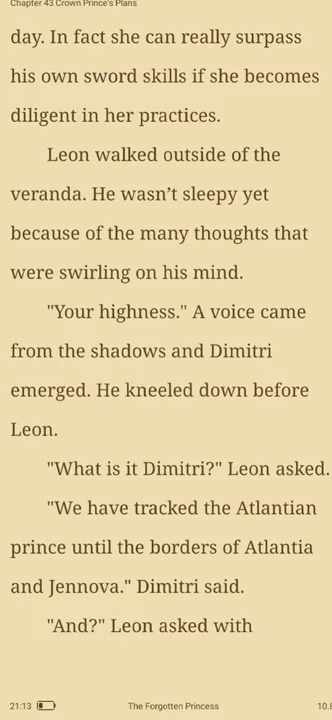 Chapter 43 Crown Prince's Plans
day. In fact she can really surpass
his own sword skills if she becomes
diligent in her practices.
Leon walked outside of the
veranda. He wasn’t sleepy yet
because of the many thoughts that
were swirling on his mind.
"Your highness." A voice came
from the shadows and Dimitri
emerged. He kneeled down before
Leon.
"What is it Dimitri?" Leon asked.
"We have tracked the Atlantian
prince until the borders of Atlantia
and Jennova." Dimitri said.
"And?" Leon asked with
21:13 The Forgotten Princess